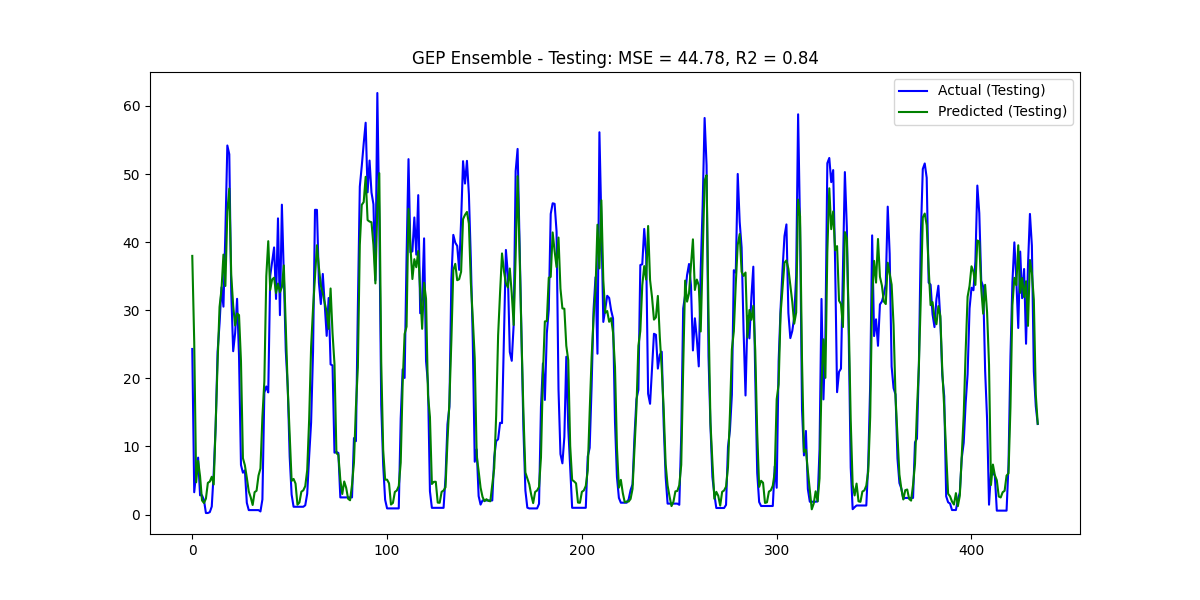 GEP Ensemble - Testing: MSE = 44.78, R2 = 0.84
Actual (Testing)
Predicted (Testing)
60
50
40
30
20
10
0
0 100 200 300 400